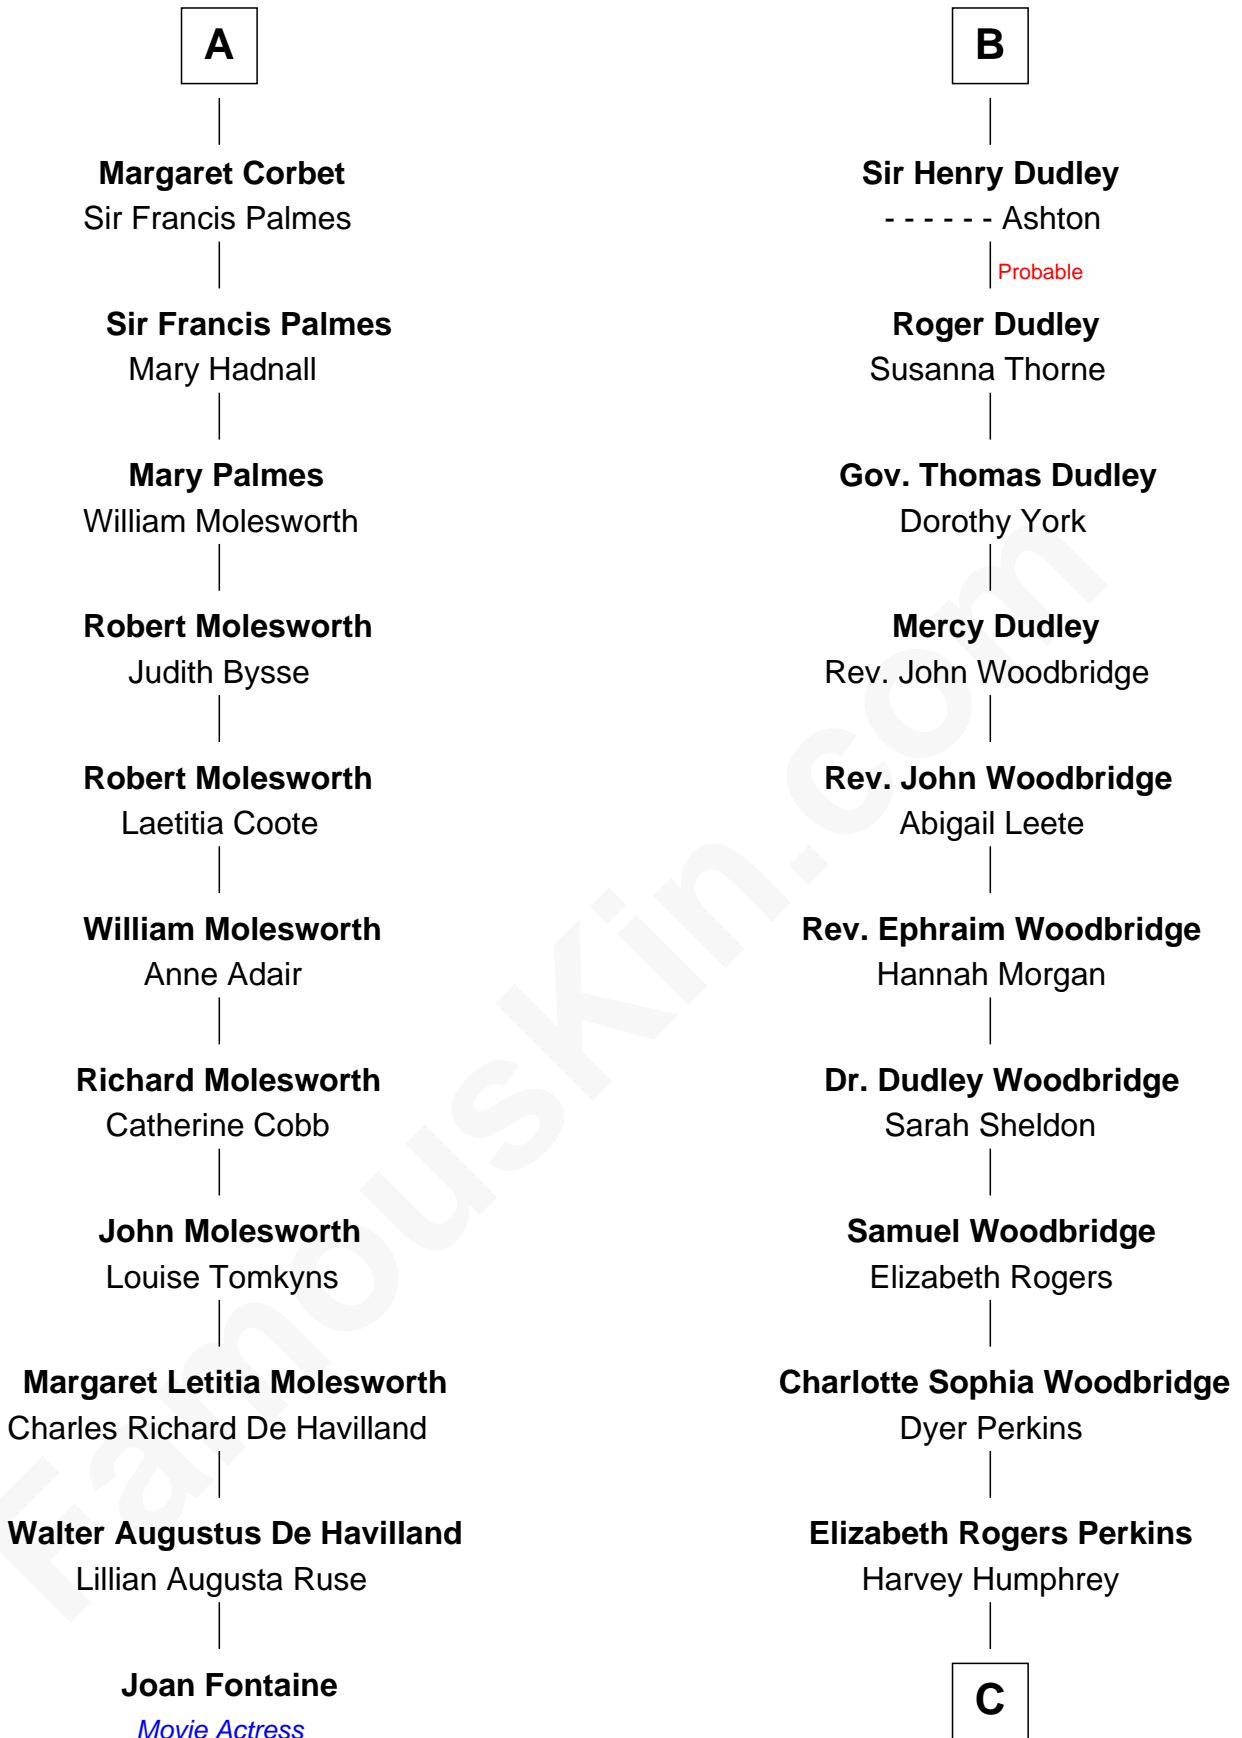 A
Margaret Corbet
Sir Francis Palmes
Sir Francis Palmes
Mary Hadnall
Mary Palmes
William Molesworth
Robert Molesworth
Judith Bysse
Robert Molesworth
Laetitia Coote
William Molesworth
Anne Adair
Richard Molesworth
Catherine Cobb
John Molesworth
Louise Tomkyns
Margaret Letitia Molesworth
Charles Richard De Havilland
Walter Augustus De Havilland
Lillian Augusta Ruse
Joan Fontaine
Movie Actress
B
Sir Henry Dudley
- - - - - - Ashton
Probable
Roger Dudley
Susanna Thorne
Gov. Thomas Dudley
Dorothy York
Mercy Dudley
Rev. John Woodbridge
Rev. John Woodbridge
Abigail Leete
Rev. Ephraim Woodbridge
Hannah Morgan
Dr. Dudley Woodbridge
Sarah Sheldon
Samuel Woodbridge
Elizabeth Rogers
Charlotte Sophia Woodbridge
Dyer Perkins
Elizabeth Rogers Perkins
Harvey Humphrey
C
FamousKin.com